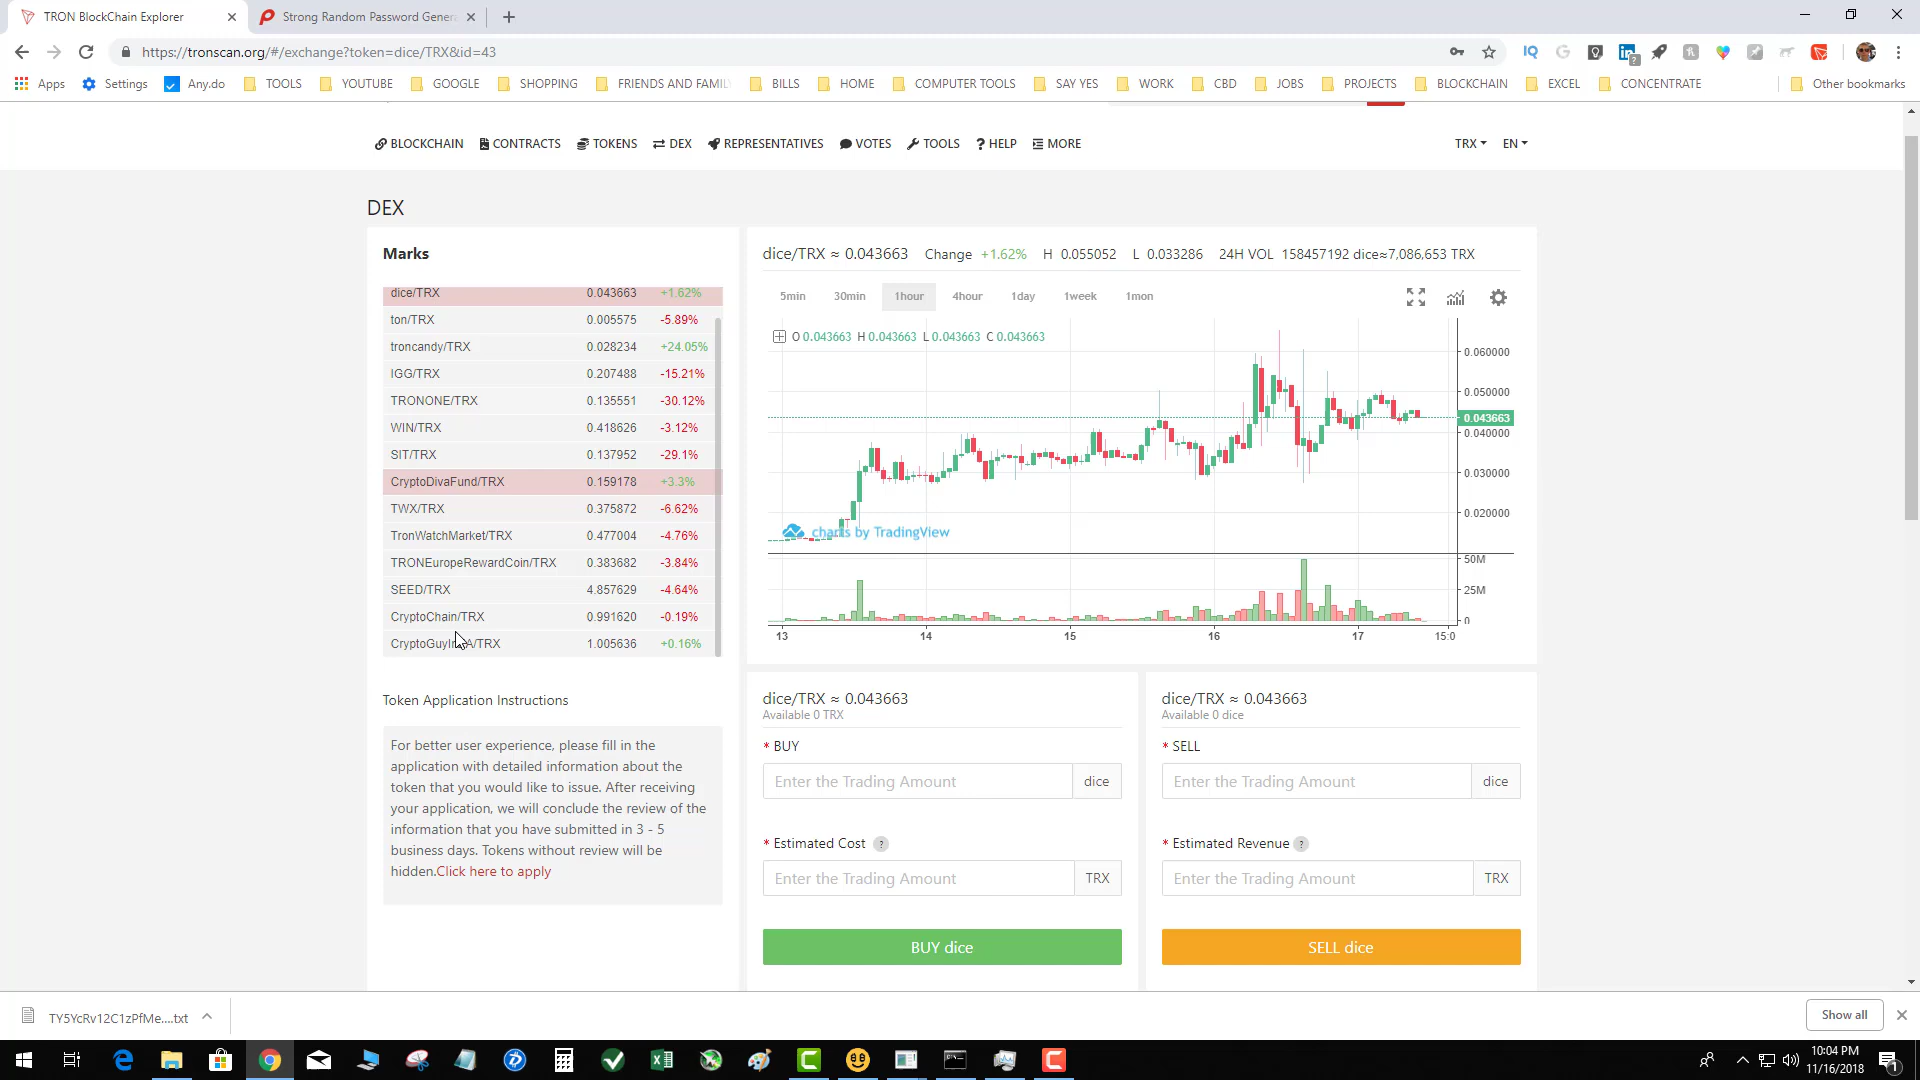 TRON BlockChain Explorer
Strong Random Password Gener
https://tronscan.org/#/exchange?token=dice/TRX&id=43
Apps
Settings
Any.do
TOOLS
YOUTUBE
GOOGLE
SHOPPING
FRIENDS AND FAMIL
BILLS
HOME
COMPUTER TOOLS
SAY YES
WORK
CBD
JOBS
PROJECTS
BLOCKCHAIN
EXCEL
CONCENTRATE
Other bookmarks
BLOCKCHAIN CONTRACTS TOKENS DEX REPRESENTATIVES VOTES TOOLS HELP MORE TRX EN
DEX
Marks
dice/TRX 0.043663 +1.62%
ton/TRX 0.005575 -5.89%
troncandy/TRX 0.028234 +24.05%
IGG/TRX 0.207488 -15.21%
TRONONE/TRX 0.135551 -30.12%
WIN/TRX 0.418626 -3.12%
SIT/TRX 0.137952 -29.1%
CryptoDivaFund/TRX 0.159178 +3.3%
TWX/TRX 0.375872 -6.62%
TronWatchMarket/TRX 0.477004 -4.76%
TRONEuropeRewardCoin/TRX 0.383682 -3.84%
SEED/TRX 4.857629 -4.64%
CryptoChain/TRX 0.991620 -0.19%
1.005636 +0.16%
Token Application Instructions
For better user experience, please fill in the
application with detailed information about the
token that you would like to issue. After receiving
your application, we will conclude the review of the
information that you have submitted in 3 - 5
business days. Tokens without review will be
hidden.Click here to apply
dice/TRX ≈ 0.043663 Change +1.62% H 0.055052 L 0.033286 24H VOL 158457192 dice≈7,086,653 TRX
5min 30min 1hour 4hour 1day 1week 1mon
O 0.043663 H 0.043663 L 0.043663 C 0.043663
0.060000
0.050000
0.043663
0.040000
0.030000
0.020000
charts by TradingView
50M
25M
0
13 14 15 16 17 15:0
dice/TRX ≈ 0.043663
Available 0 TRX
* BUY
Enter the Trading Amount dice
* Estimated Cost ?
Enter the Trading Amount TRX
BUY dice
dice/TRX ≈ 0.043663
Available 0 dice
* SELL
Enter the Trading Amount dice
* Estimated Revenue ?
Enter the Trading Amount TRX
SELL dice
TY5YcRv12C1zPfMe....txt
Show all
10:04 PM
11/16/2018